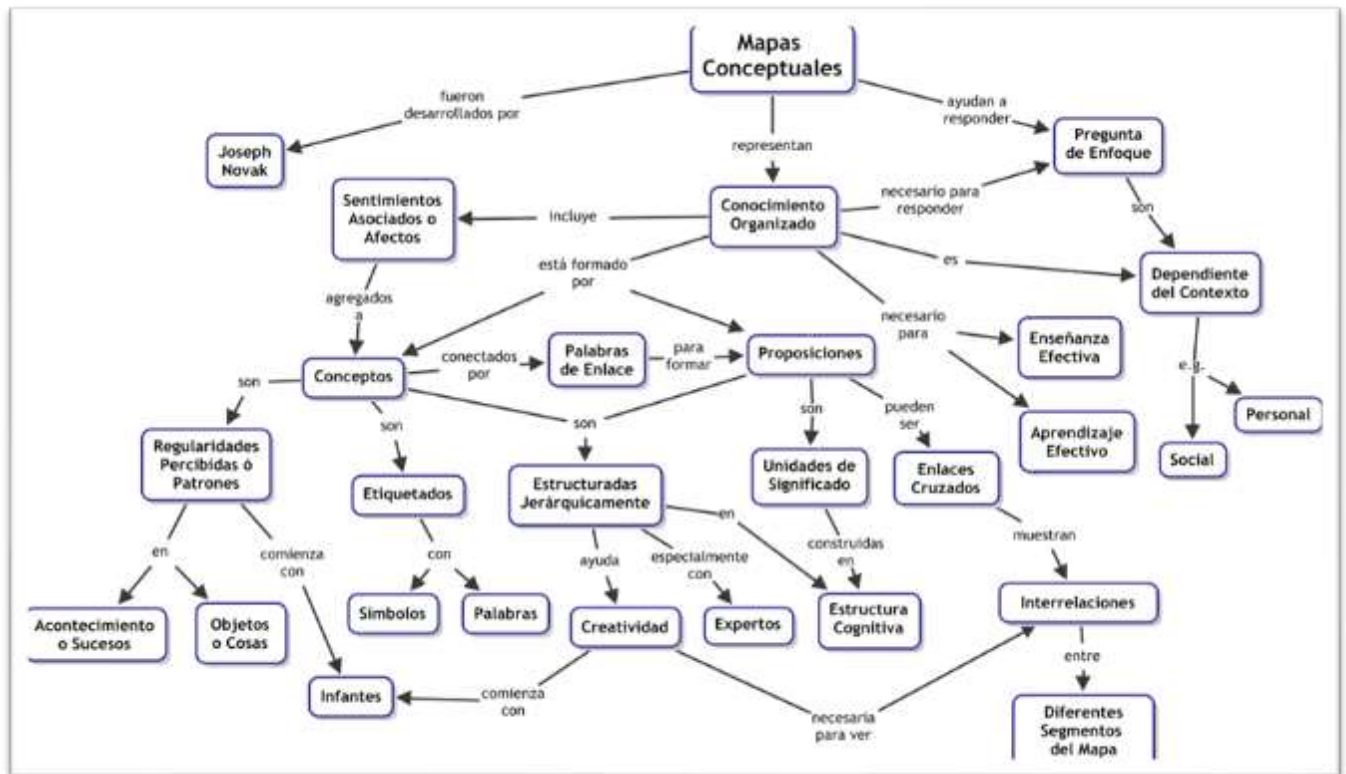 Mapas
Conceptuales
fueron
desarrollados por
ayudan a
responder
Joseph
Novak
representan
Pregunta
de Enfoque
Sentimientos
Asociados o
Afectos
incluye
Conocimiento
Organizado
necesario para
responder
son
está formado
por
es
Dependiente
del Contexto
agregados
a
necesario
para
Enseñanza
Efectiva
Conceptos
conectados
por
Palabras
de Enlace
para
formar
Proposiciones
e.g.
Personal
son
son
son
son
pueden
ser
Aprendizaje
Efectivo
Social
Regularidades
Percibidas ó
Patrones
Etiquetados
Estructuradas
Jerárquicamente
Unidades de
Significado
Enlaces
Cruzados
en
comienza
con
con
ayuda
especialmente
con
en
construidas
en
muestran
Acontecimiento
o Sucesos
Objetos
o Cosas
Símbolos
Palabras
Creatividad
Expertos
Estructura
Cognitiva
Interrelaciones
Infantes
comienza
con
necesaria
para ver
entre
Diferentes
Segmentos
del Mapa